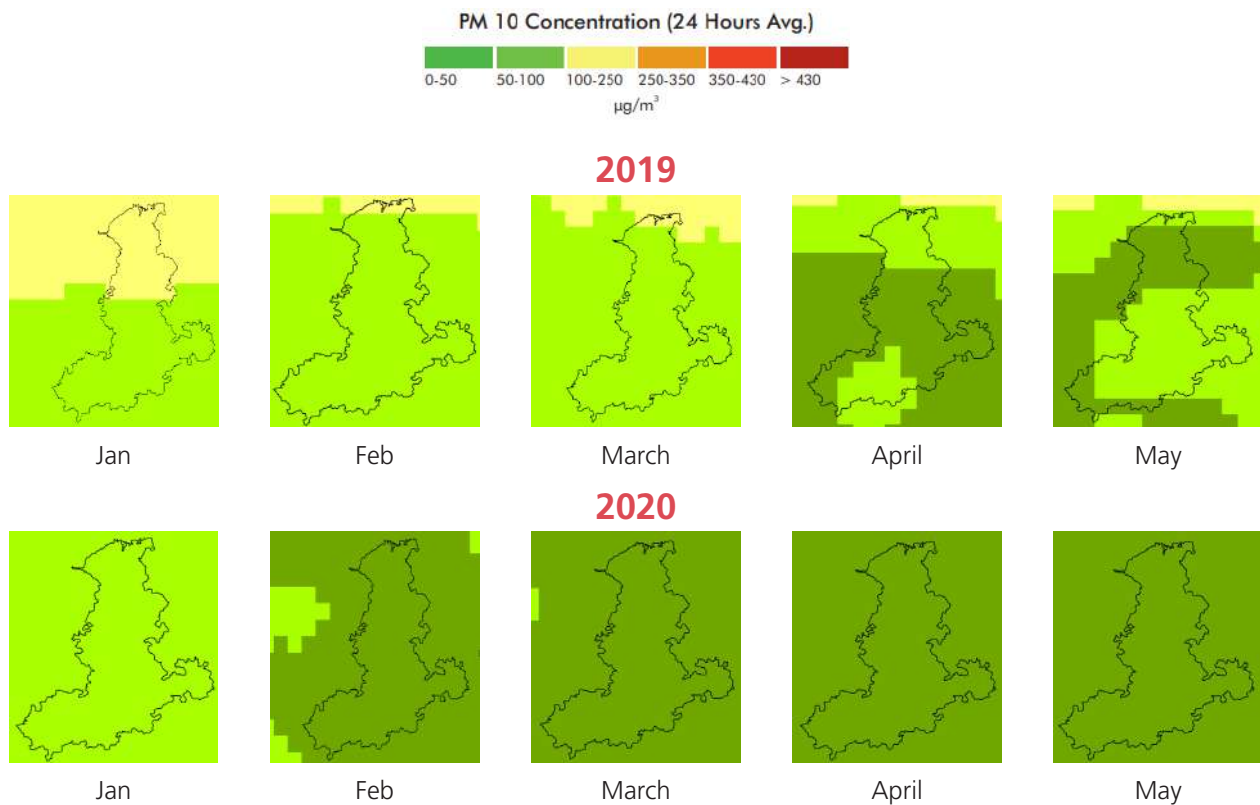 PM 10 Concentration (24 Hours Avg.)
0-50 50-100 100-250 250-350 350-430 > 430
µg/m³
2019
Jan Feb March April May
2020
Jan Feb March April May